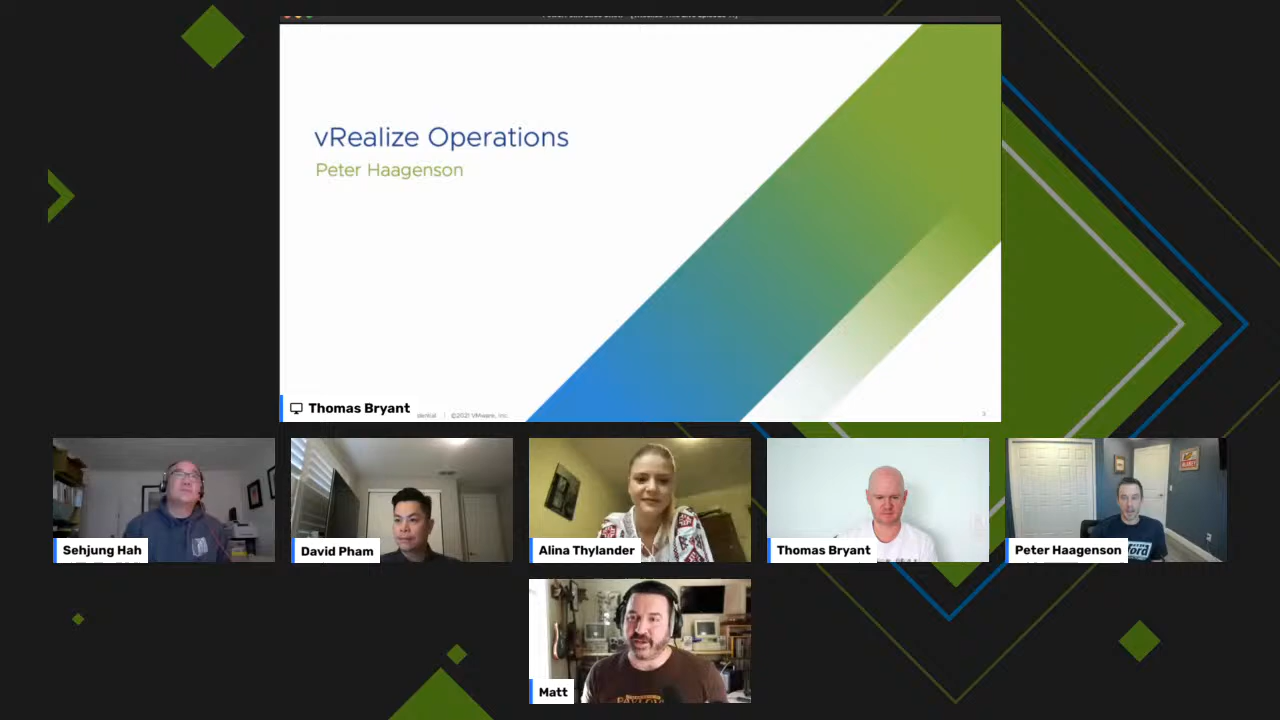 vRealize Operations
Peter Haagenson
Thomas Bryant
©2021 VMware, Inc.
3
Sehjung Hah
David Pham
Alina Thylander
Thomas Bryant
Peter Haagenson
Matt